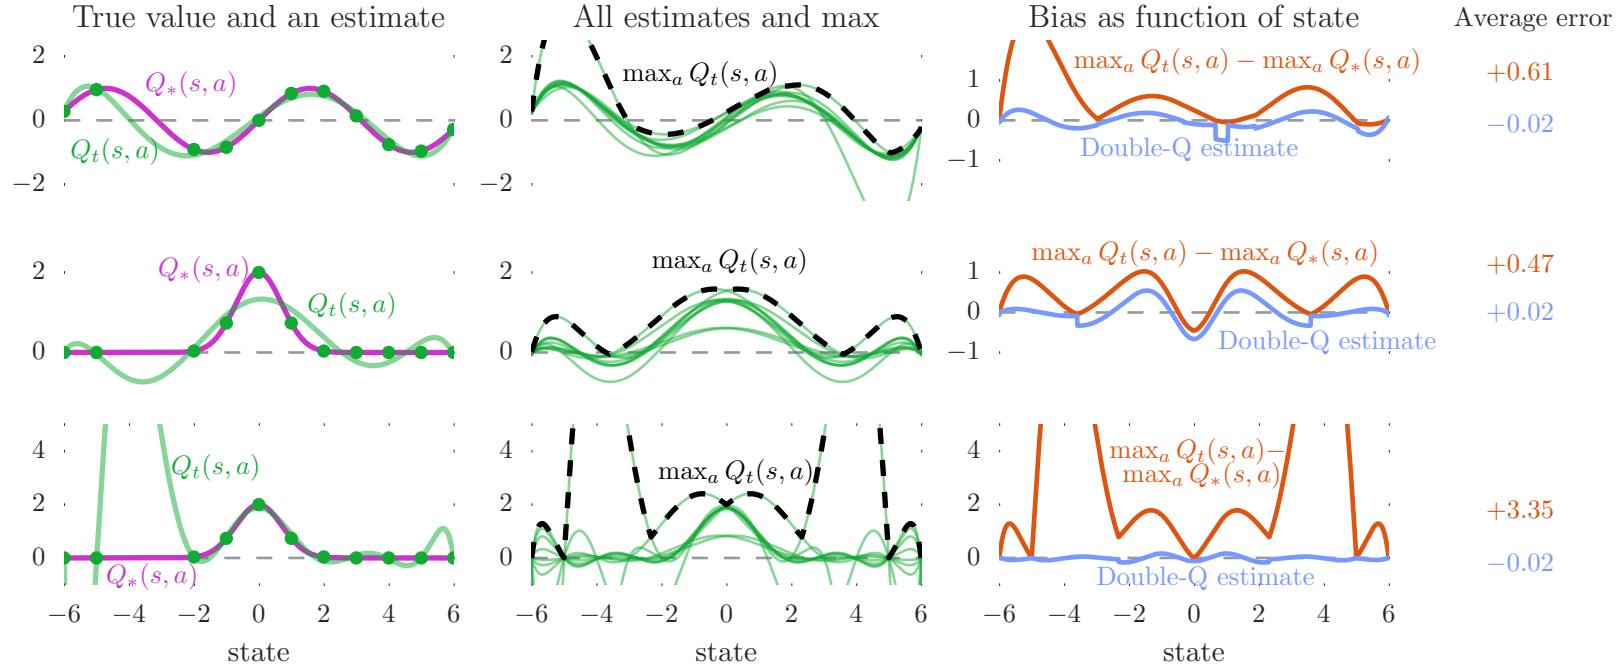 True value and an estimate
All estimates and max
Bias as function of state
Average error
2
0
−2
Q*(s, a)
Qt(s, a)
2
0
−2
maxa Qt(s, a)
1
0
−1
maxa Qt(s, a) − maxa Q*(s, a)
Double-Q estimate
+0.61
−0.02
2
0
Q*(s, a)
Qt(s, a)
2
0
maxa Qt(s, a)
1
0
−1
maxa Qt(s, a) − maxa Q*(s, a)
Double-Q estimate
+0.47
+0.02
4
2
0
Qt(s, a)
Q*(s, a)
−6 −4 −2 0 2 4 6
state
4
2
0
maxa Qt(s, a)
−6 −4 −2 0 2 4 6
state
4
2
0
maxa Qt(s, a)−
maxa Q*(s, a)
Double-Q estimate
−6 −4 −2 0 2 4 6
state
+3.35
−0.02